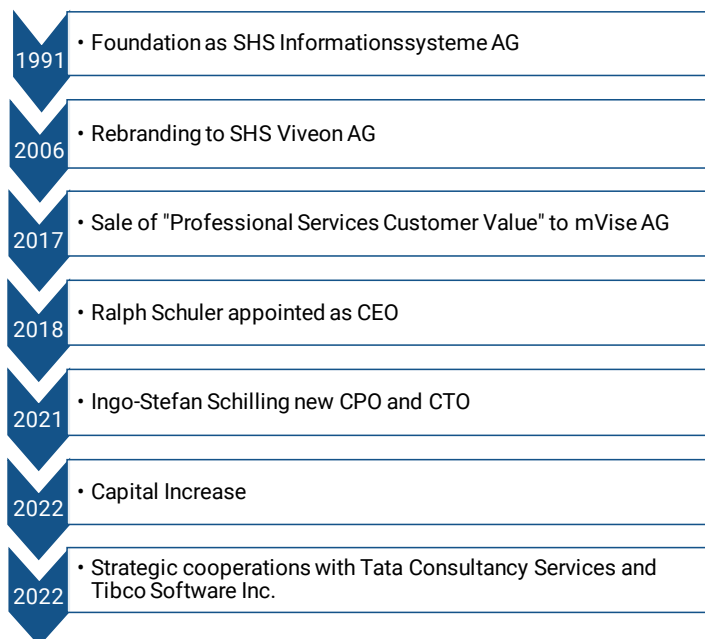 1991
• Foundation as SHS Informationssysteme AG
2006
• Rebranding to SHS Viveon AG
2017
• Sale of "Professional Services Customer Value" to mVise AG
2018
• Ralph Schuler appointed as CEO
2021
• Ingo-Stefan Schilling new CPO and CTO
2022
• Capital Increase
2022
• Strategic cooperations with Tata Consultancy Services and
Tibco Software Inc.